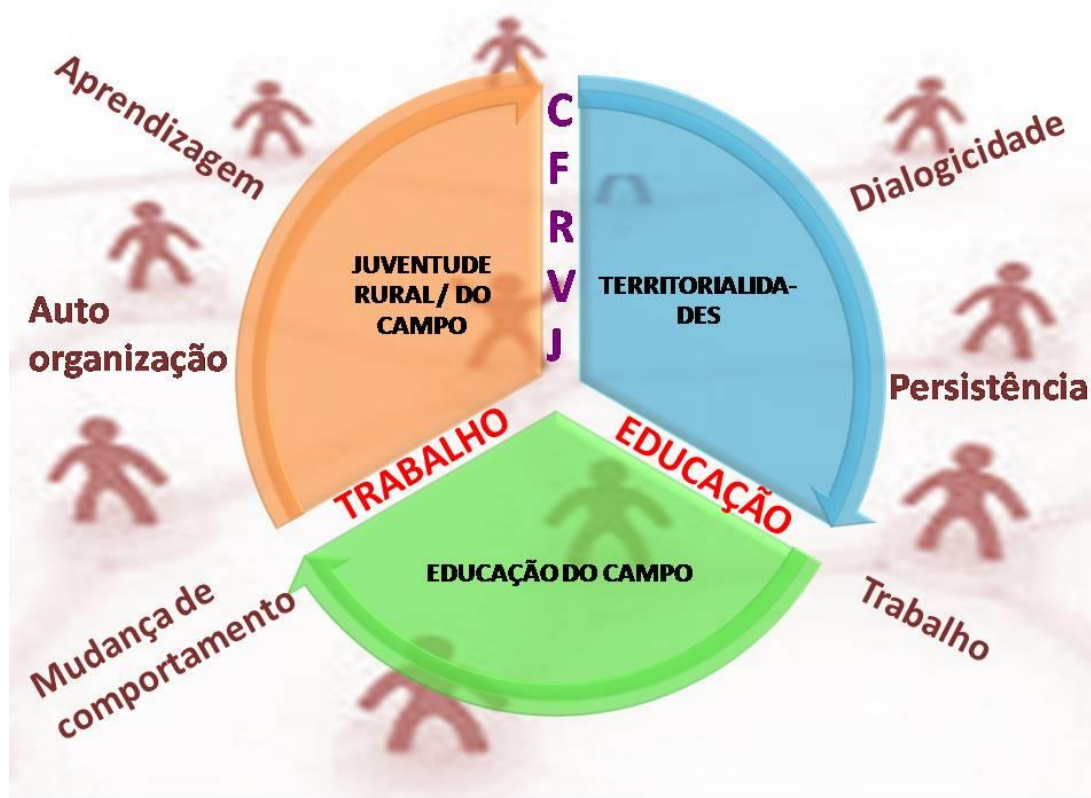 Aprendizagem
Dialogicidade
C
F
R
V
J
JUVENTUDE
RURAL/ DO
CAMPO
TERRITORIALIDA-
DES
Auto
organização
Persistência
TRABALHO
EDUCAÇÃO
EDUCAÇÃO DO CAMPO
Mudança de
comportamento
Trabalho